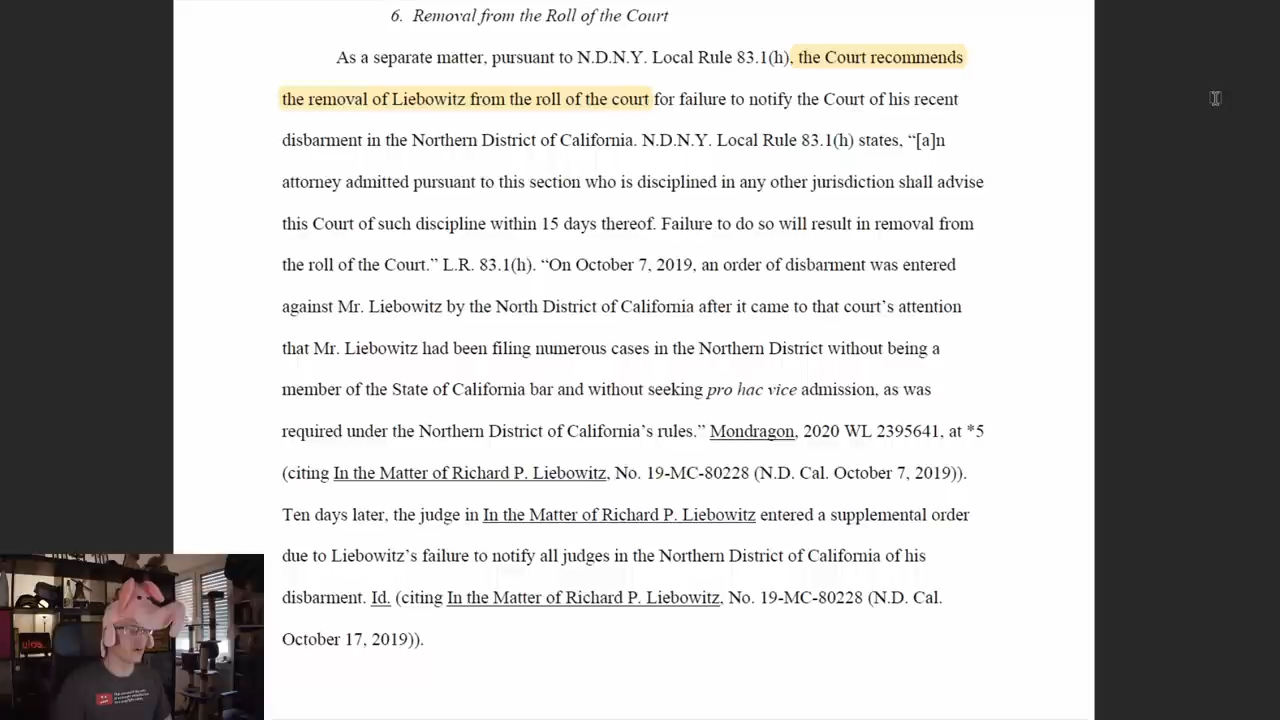 6. Removal from the Roll of the Court
As a separate matter, pursuant to N.D.N.Y. Local Rule 83.1(h), the Court recommends
the removal of Liebowitz from the roll of the court for failure to notify the Court of his recent
disbarment in the Northern District of California. N.D.N.Y. Local Rule 83.1(h) states, “[a]n
attorney admitted pursuant to this section who is disciplined in any other jurisdiction shall advise
this Court of such discipline within 15 days thereof. Failure to do so will result in removal from
the roll of the Court.” L.R. 83.1(h). “On October 7, 2019, an order of disbarment was entered
against Mr. Liebowitz by the North District of California after it came to that court’s attention
that Mr. Liebowitz had been filing numerous cases in the Northern District without being a
member of the State of California bar and without seeking pro hac vice admission, as was
required under the Northern District of California’s rules.” Mondragon, 2020 WL 2395641, at *5
(citing In the Matter of Richard P. Liebowitz, No. 19-MC-80228 (N.D. Cal. October 7, 2019)).
Ten days later, the judge in In the Matter of Richard P. Liebowitz entered a supplemental order
due to Liebowitz’s failure to notify all judges in the Northern District of California of his
disbarment. Id. (citing In the Matter of Richard P. Liebowitz, No. 19-MC-80228 (N.D. Cal.
October 17, 2019)).